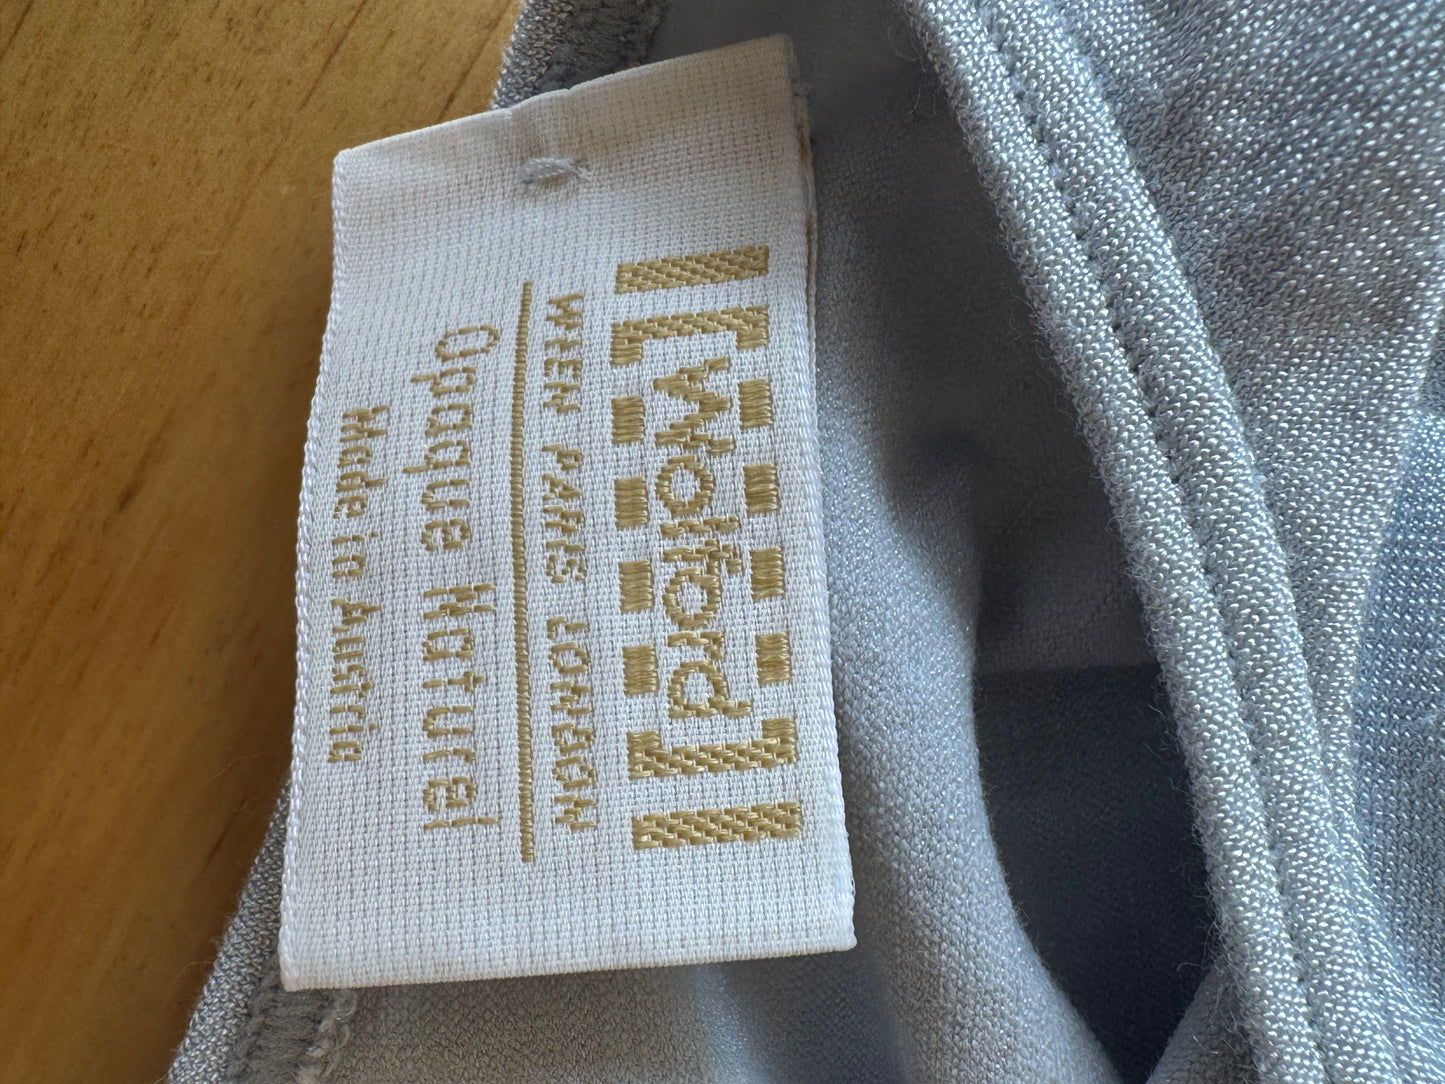 Wolford
WIEN PARIS LONDON
Opaque Naturel
Made in Austria